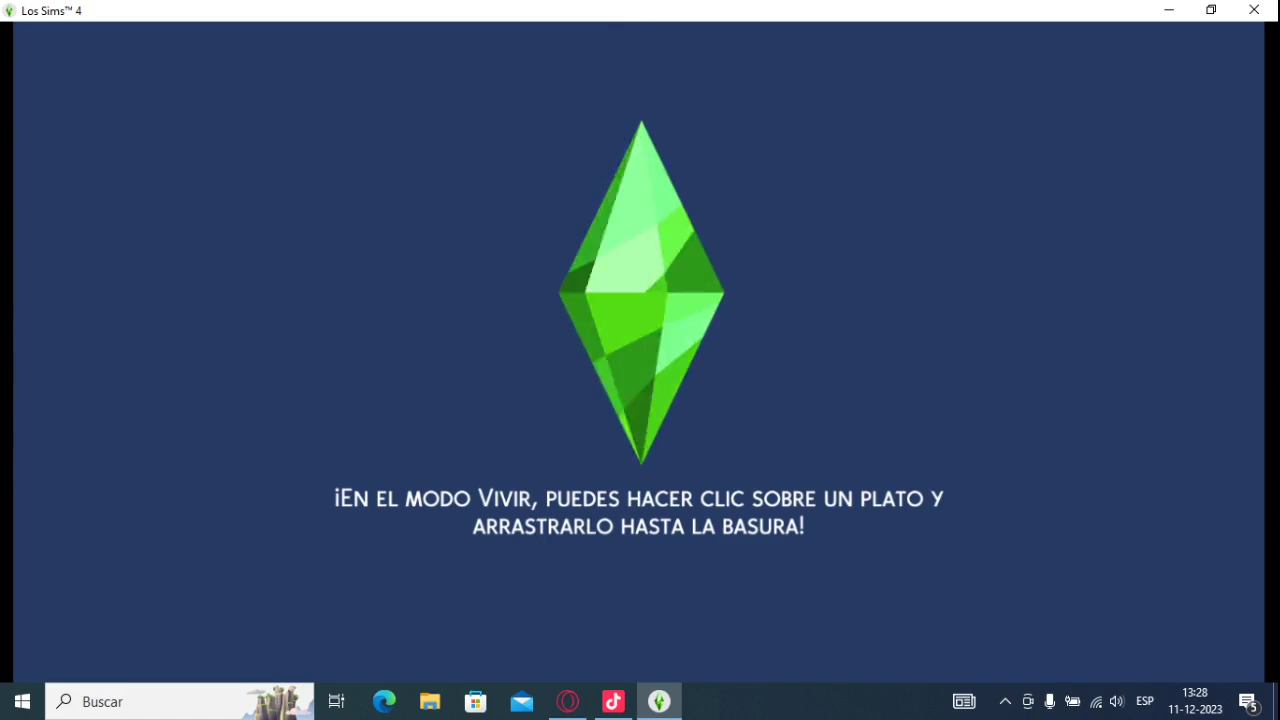 Los Sims™ 4
¡En el modo Vivir, puedes hacer clic sobre un plato y
arrastrarlo hasta la basura!
Buscar
ESP
13:28
11-12-2023
5